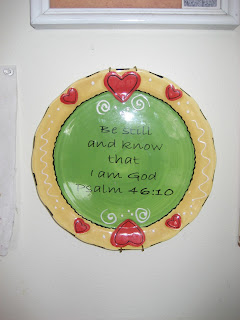 Be still
and know
that
I am God
Psalm 46:10